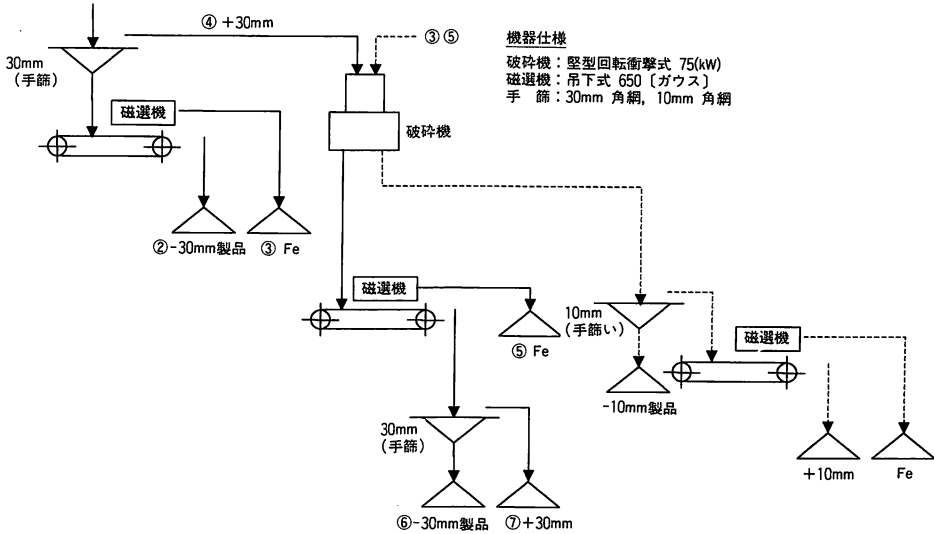 ④ +30mm
③ ⑤
機器仕様
破砕機：堅型回転衝撃式 75(kW)
磁選機：吊下式 650〔ガウス〕
手　篩：30mm 角網，10mm 角網
30mm
(手篩)
磁選機
破砕機
②-30mm製品
③ Fe
磁選機
⑤ Fe
10mm
(手篩い)
磁選機
-10mm製品
30mm
(手篩)
+10mm
Fe
⑥-30mm製品
⑦+30mm